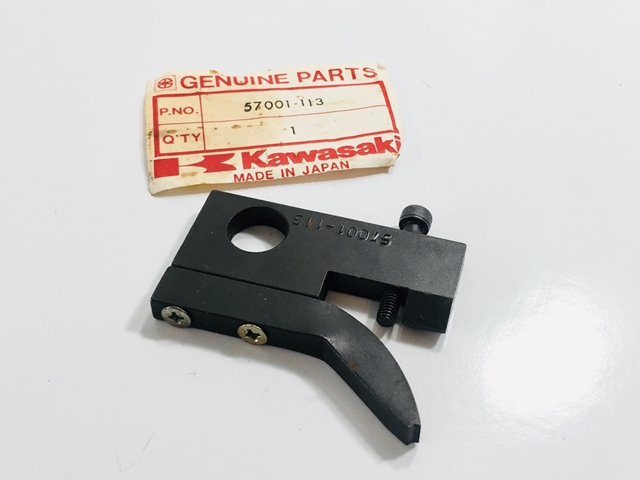 GENUINE PARTS
P.NO. 57001-113
Q'TY 1
Kawasaki
MADE IN JAPAN
57001-113